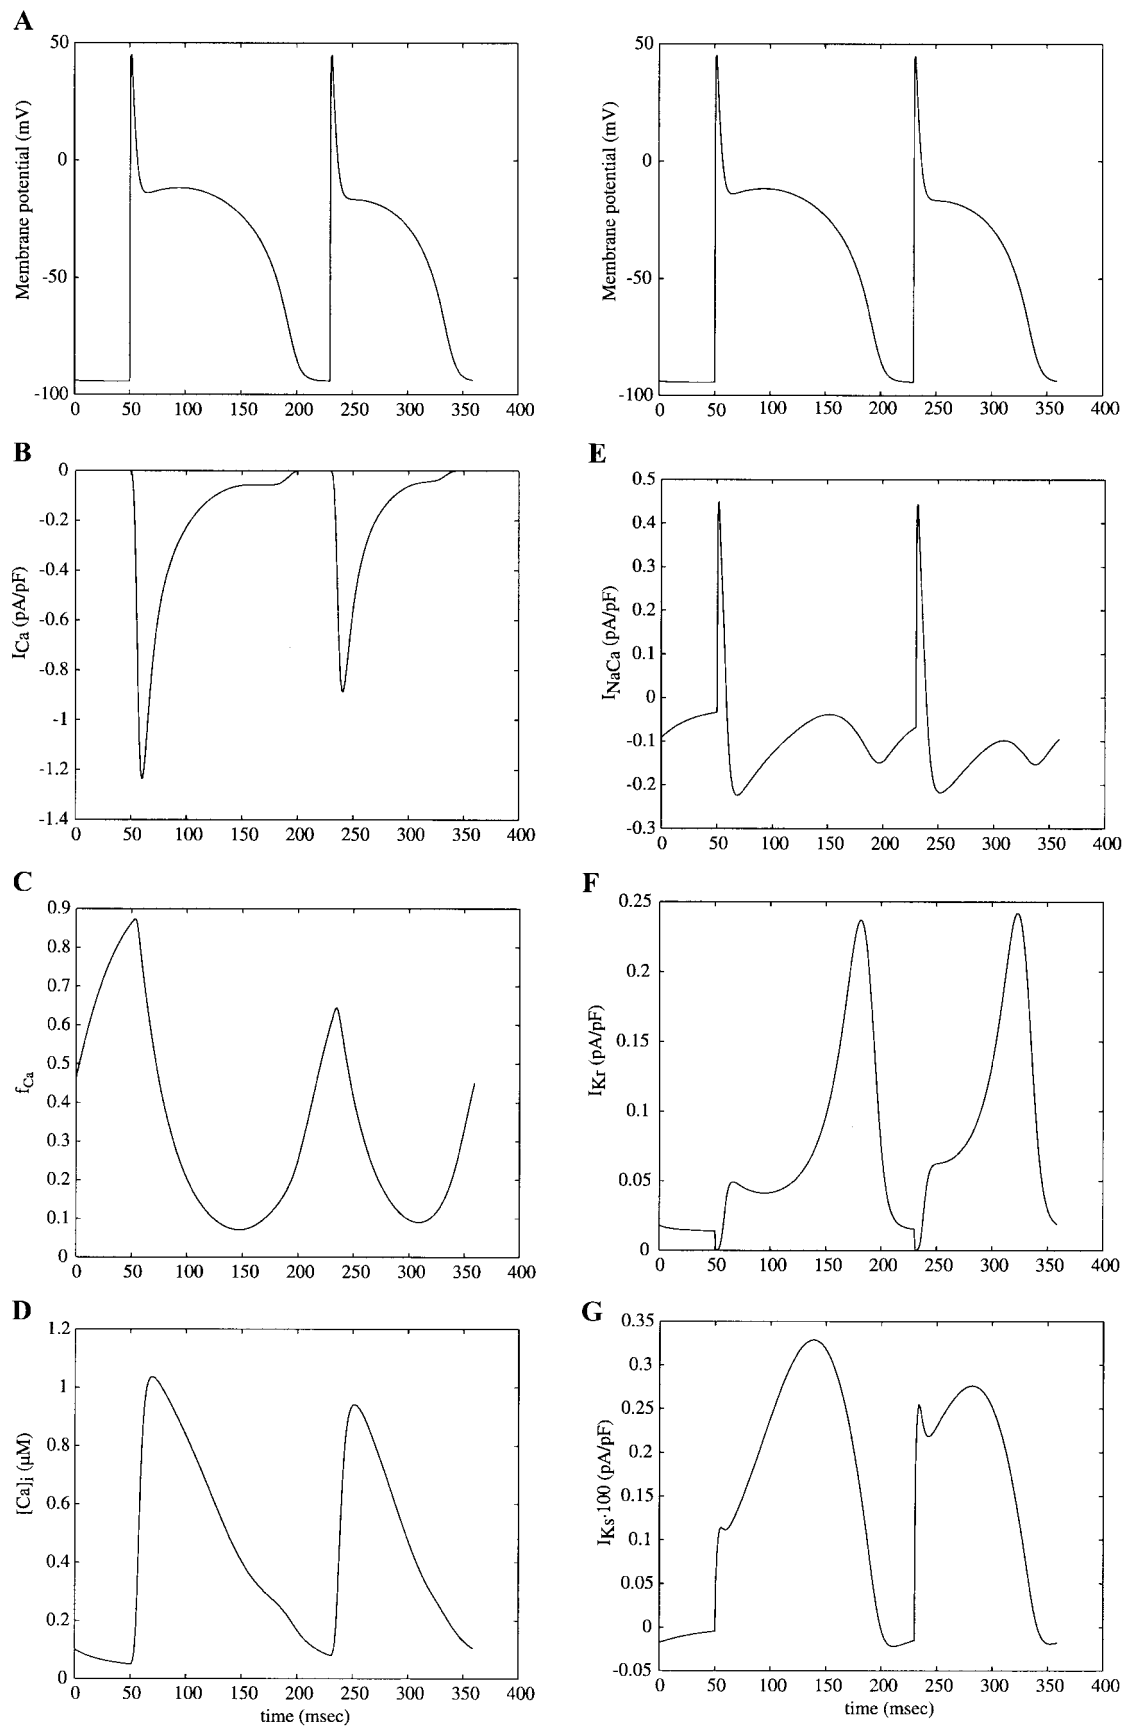 A
50
0
-50
-100
Membrane potential (mV)
0 50 100 150 200 250 300 350 400
50
0
-50
-100
Membrane potential (mV)
0 50 100 150 200 250 300 350 400
B
0
-0.2
-0.4
-0.6
-0.8
-1
-1.2
-1.4
ICa (pA/pF)
0 50 100 150 200 250 300 350 400
E
0.5
0.4
0.3
0.2
0.1
0
-0.1
-0.2
-0.3
INaCa (pA/pF)
0 50 100 150 200 250 300 350 400
C
0.9
0.8
0.7
0.6
0.5
0.4
0.3
0.2
0.1
0
fCa
0 50 100 150 200 250 300 350 400
F
0.25
0.2
0.15
0.1
0.05
0
IKr (pA/pF)
0 50 100 150 200 250 300 350 400
D
1.2
1
0.8
0.6
0.4
0.2
0
[Ca]i (μM)
0 50 100 150 200 250 300 350 400
time (msec)
G
0.35
0.3
0.25
0.2
0.15
0.1
0.05
0
-0.05
IKs·100 (pA/pF)
0 50 100 150 200 250 300 350 400
time (msec)